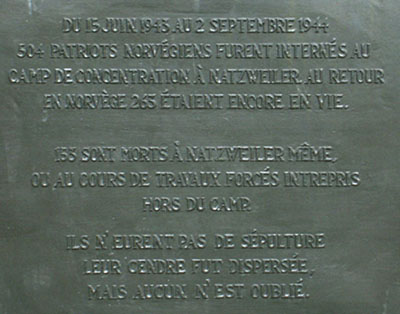 DU 15 JUIN 1943 AU 2 SEPTEMBRE 1944
504 PATRIOTS NORVÉGIENS FURENT INTERNÉS AU
CAMP DE CONCENTRATION À NATZWEILER. AU RETOUR
EN NORVÈGE 265 ÉTAIENT ENCORE EN VIE.
133 SONT MORTS À NATZWEILER MÊME,
OU AU COURS DE TRAVAUX FORCÉS INTREPRIS
HORS DU CAMP.
ILS N'EURENT PAS DE SÉPULTURE
LEUR CENDRE FUT DISPERSÉE,
MAIS AUCUN N'EST OUBLIÉ.